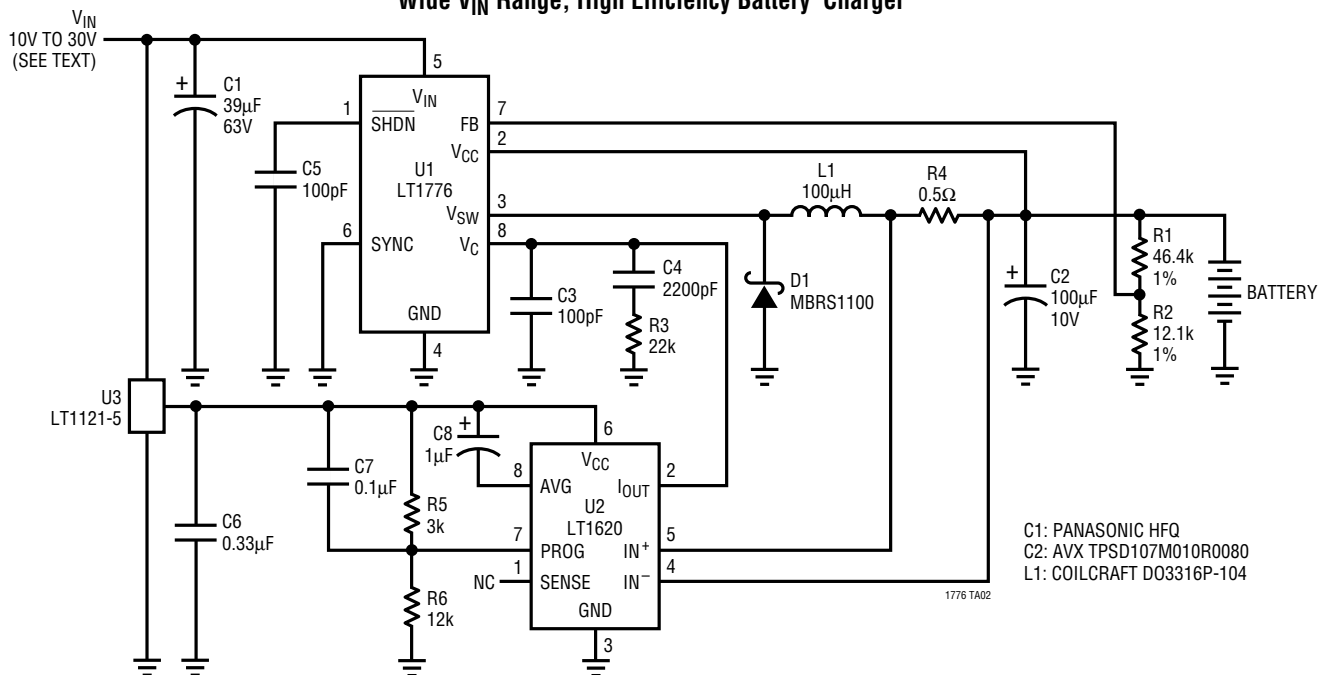 Wide VIN Range, High Efficiency Battery Charger
VIN
10V TO 30V
(SEE TEXT)
+
C1
39µF
63V
5
VIN
1
SHDN
FB
7
VCC
2
C5
100pF
U1
LT1776
VSW
3
6
SYNC
VC
8
GND
4
C3
100pF
C4
2200pF
R3
22k
D1
MBRS1100
L1
100µH
R4
0.5Ω
+
C2
100µF
10V
R1
46.4k
1%
R2
12.1k
1%
BATTERY
U3
LT1121-5
C6
0.33µF
C7
0.1µF
R5
3k
R6
12k
C8
+
1µF
6
VCC
8
AVG
IOUT
2
U2
LT1620
7
PROG
IN+
5
NC
1
SENSE
IN−
4
GND
3
1776 TA02
C1: PANASONIC HFQ
C2: AVX TPSD107M010R0080
L1: COILCRAFT DO3316P-104